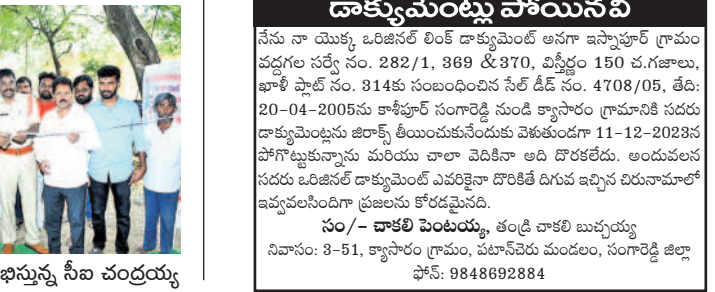 భిస్తున్న సీఐ చంద్రయ్య
డాక్యుమెంట్లు పోయినవి
నేను నా యొక్క ఒరిజినల్ లింక్ డాక్యుమెంట్ అనగా ఇస్నాపూర్ గ్రామం
వద్దగల సర్వే నం. 282/1, 369 &370, విస్తీర్ణం 150 చ.గజాలు,
ఖాళీ ప్లాట్ నం. 314కు సంబంధించిన సేల్ డీడ్ నం. 4708/05, తేది:
20-04-2005ను కాశీపూర్ సంగారెడ్డి నుండి క్యాసారం గ్రామానికి సదరు
డాక్యుమెంట్లను జిరాక్స్ తీయించుకునేందుకు వెళుతుండగా 11-12-2023న
పోగొట్టుకున్నాను మరియు చాలా వెదికినా అది దొరకలేదు. అందువలన
సదరు ఒరిజినల్ డాక్యుమెంట్ ఎవరికైనా దొరికితే దిగువ ఇచ్చిన చిరునామాలో
ఇవ్వవలసిందిగా ప్రజలను కోరడమైనది.
సం/- చాకలి పెంటయ్య, తండ్రి చాకలి బుచ్చయ్య
నివాసం: 3-51, క్యాసారం గ్రామం, పటాన్‌చెరు మండలం, సంగారెడ్డి జిల్లా
ఫోన్: 9848692884